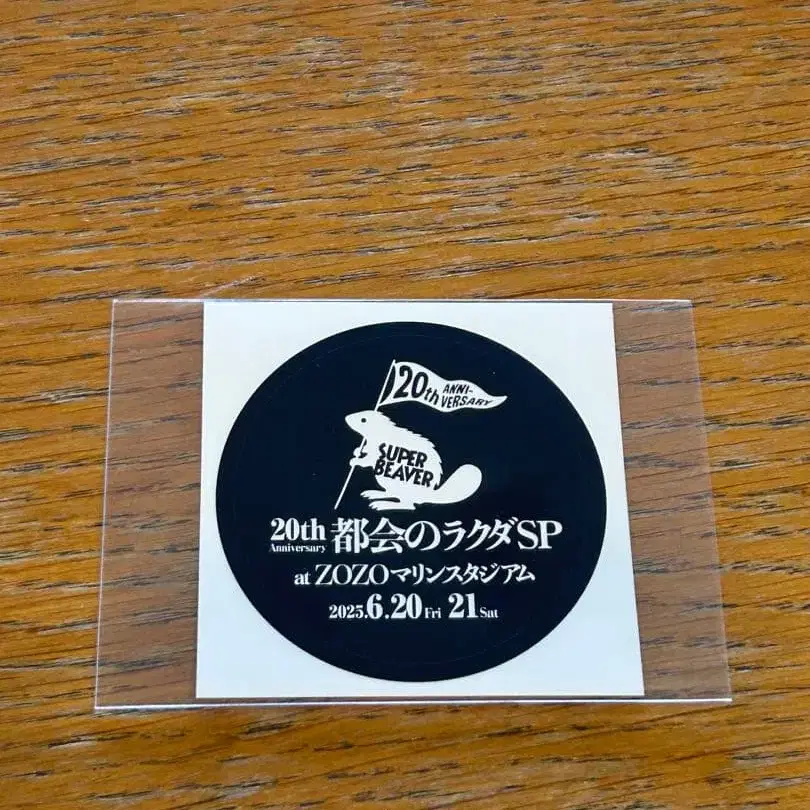 20th ANNI-
VERSARY
SUPER
BEAVER
20th Anniversary 都会のラクダSP
at ZOZOマリンスタジアム
2025.6.20 Fri 21 Sat